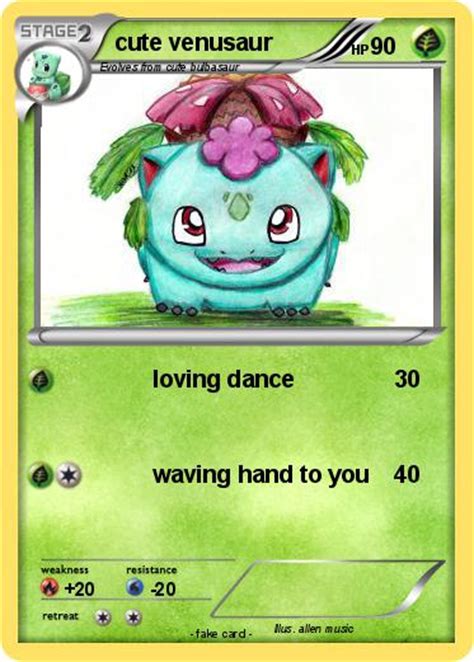 STAGE2 cute venusaur HP90
Evolves from cute bulbasaur
loving dance 30
waving hand to you 40
weakness resistance
+20 -20
retreat
-fake card-
Illus. allen music